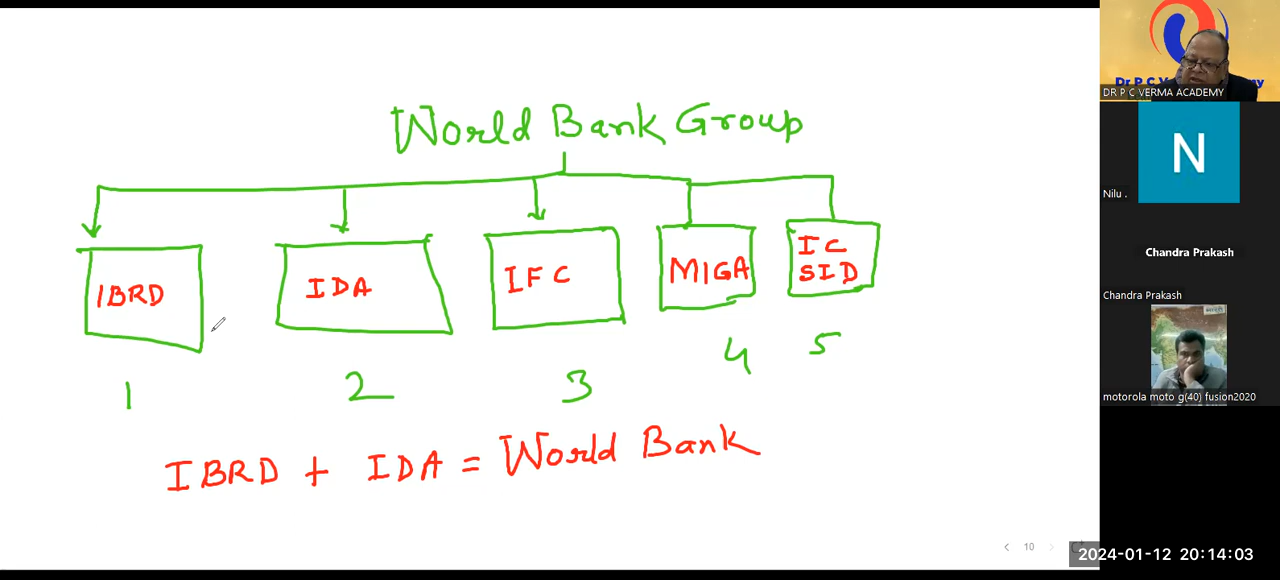 World Bank Group
IBRD
IDA
IFC
MIGA
IC
SID
1
2
3
4
5
IBRD + IDA = World Bank
10
DR P C VERMA ACADEMY
N
Nilu .
Chandra Prakash
Chandra Prakash
motorola moto g(40) fusion2020
2024-01-12 20:14:03